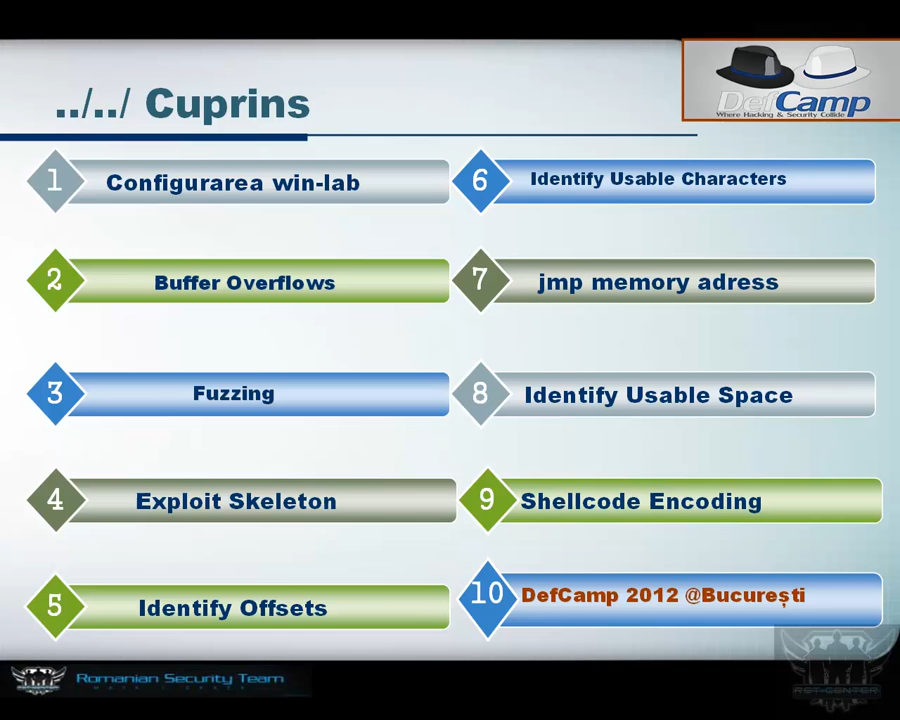 ../../ Cuprins
DefCamp
Where Hacking & Security Collide
1 Configurarea win-lab
2 Buffer Overflows
3 Fuzzing
4 Exploit Skeleton
5 Identify Offsets
6 Identify Usable Characters
7 jmp memory adress
8 Identify Usable Space
9 Shellcode Encoding
10 DefCamp 2012 @București
Romanian Security Team
RST-CENTER